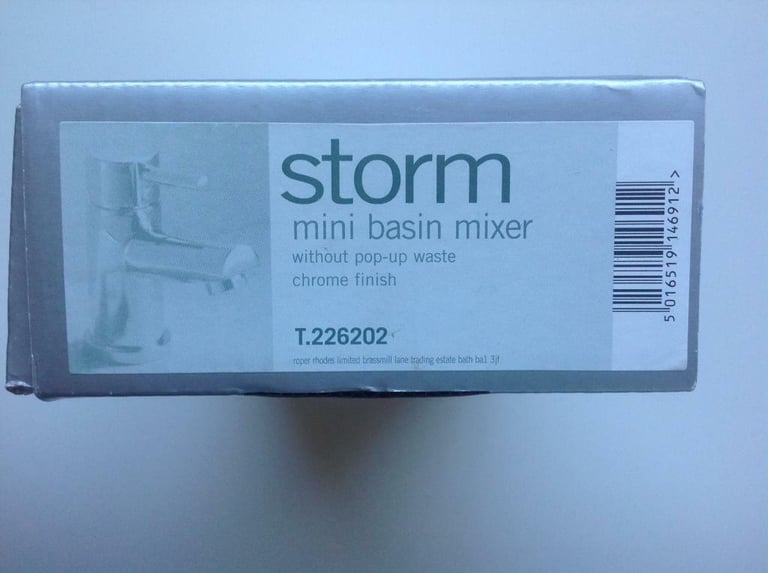 storm
mini basin mixer
without pop-up waste
chrome finish
T.226202
roper rhodes limited brassmill lane trading estate bath ba1 3jf
5 016519 146912 >